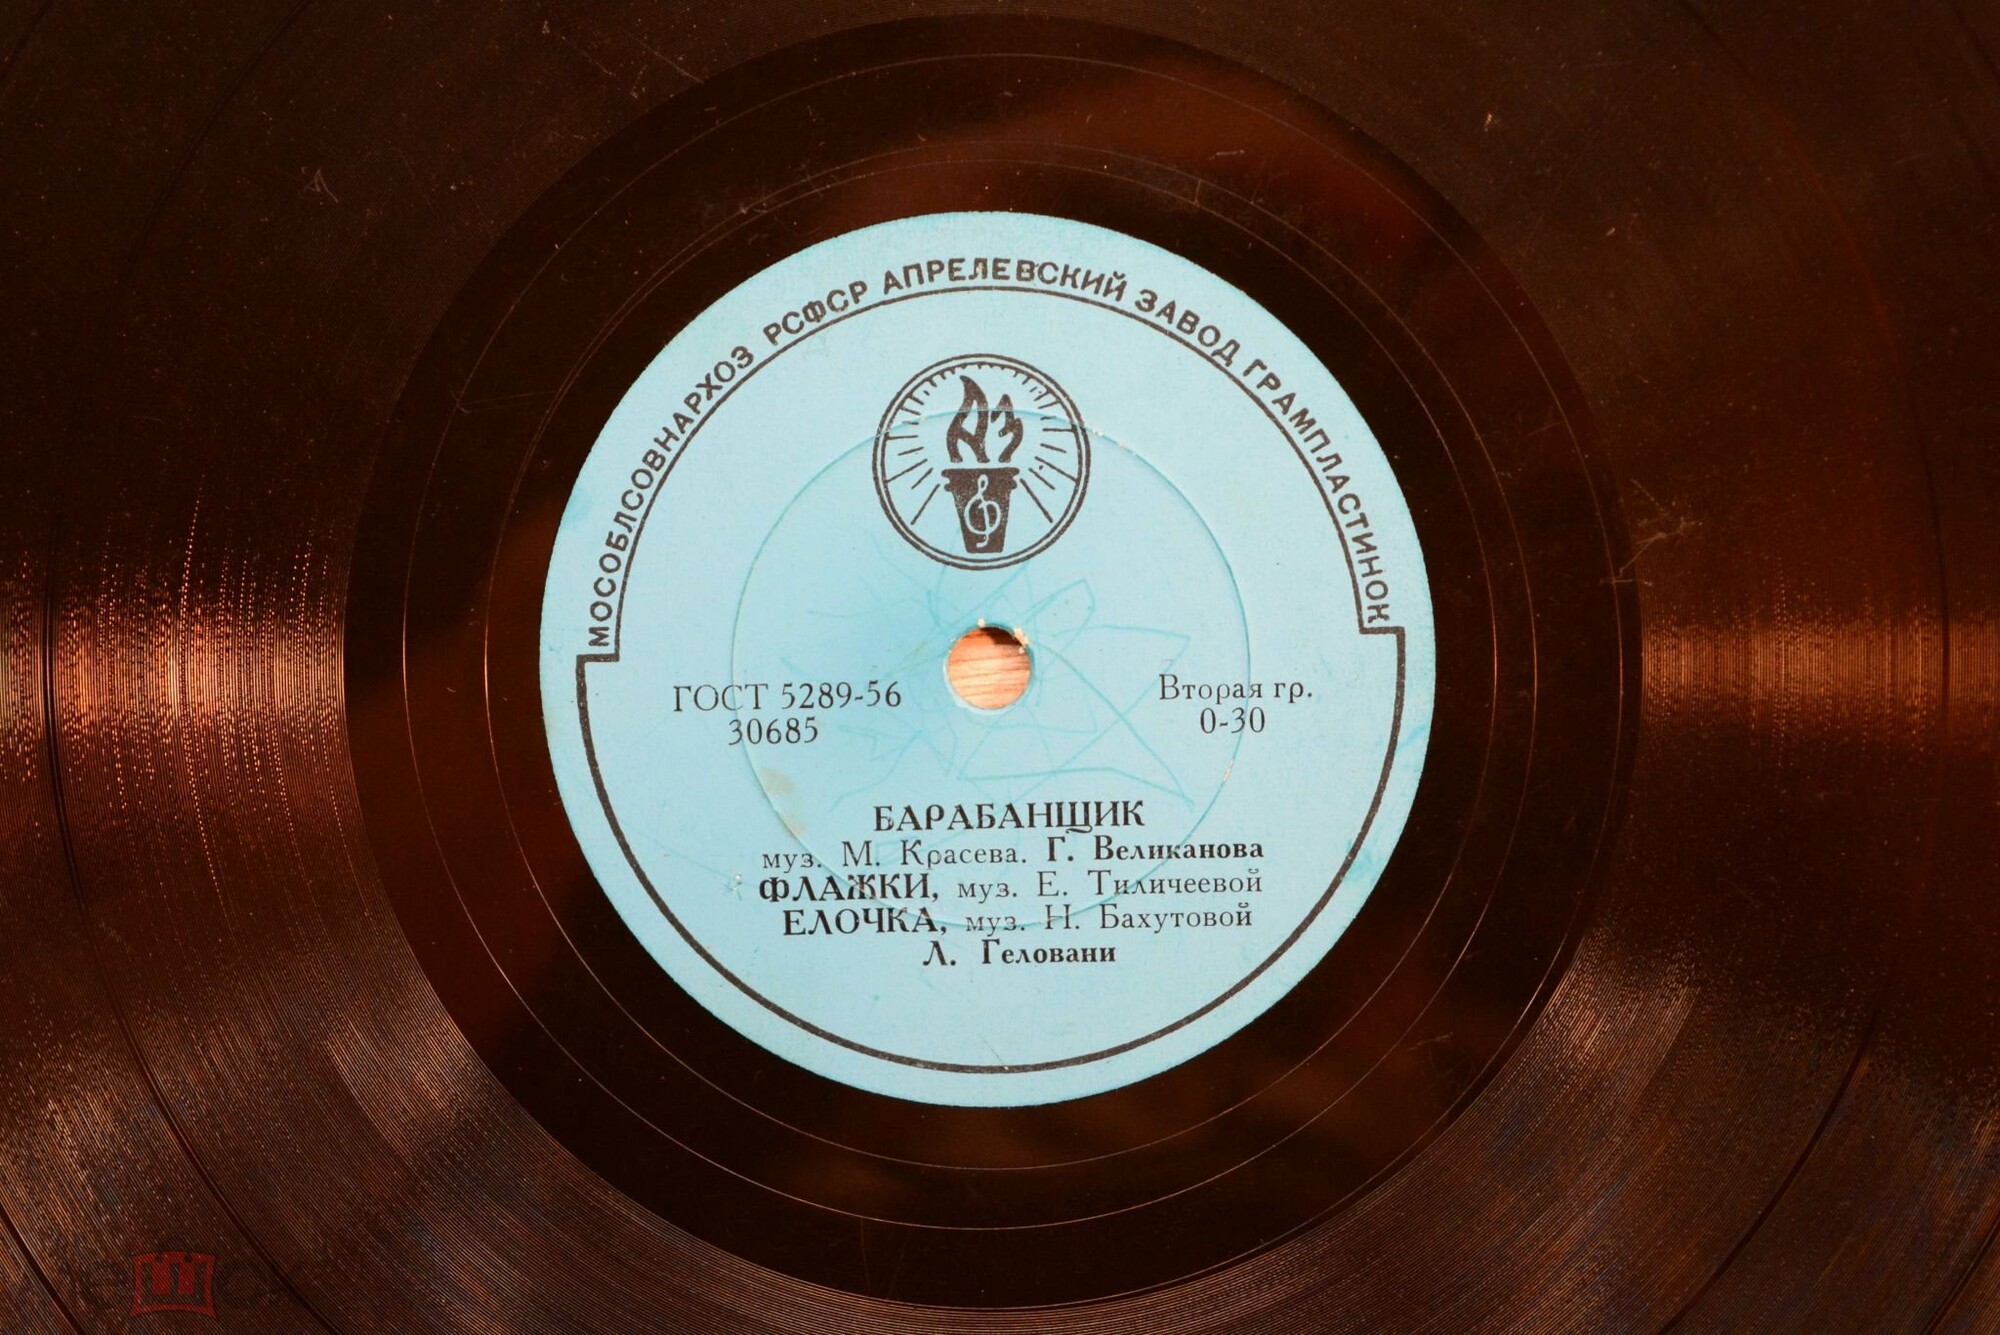 МОСОБЛСОВНАРХОЗ РСФСР АПРЕЛЕВСКИЙ ЗАВОД ГРАМПЛАСТИНОК
ГОСТ 5289-56
30685
Вторая гр.
0-30
БАРАБАНЩИК
муз. М. Красева. Г. Великанова
ФЛАЖКИ, муз. Е. Тиличеевой
ЕЛОЧКА, муз. Н. Бахутовой
Л. Геловани